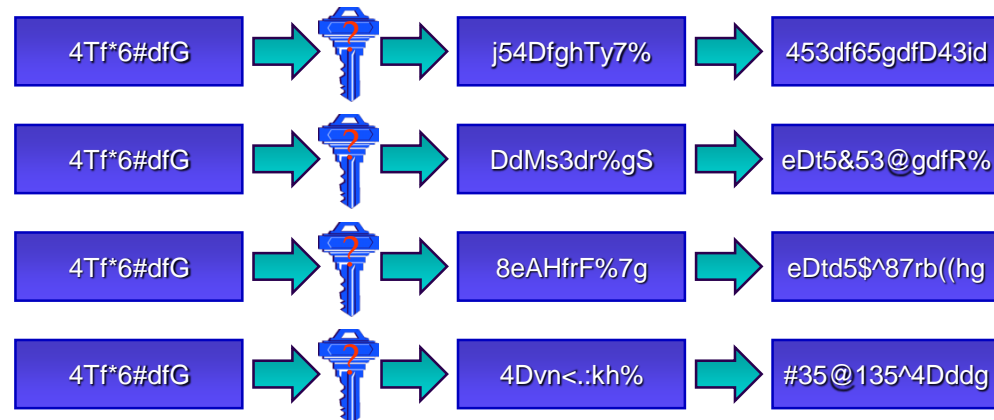 4Tf*6#dfG ? j54DfghTy7% 453df65gdfD43id
4Tf*6#dfG ? DdMs3dr%gS eDt5&53@gdfR%
4Tf*6#dfG ? 8eAHfrF%7g eDtd5$^87rb((hg
4Tf*6#dfG ? 4Dvn<.:kh% #35@135^4Dddg